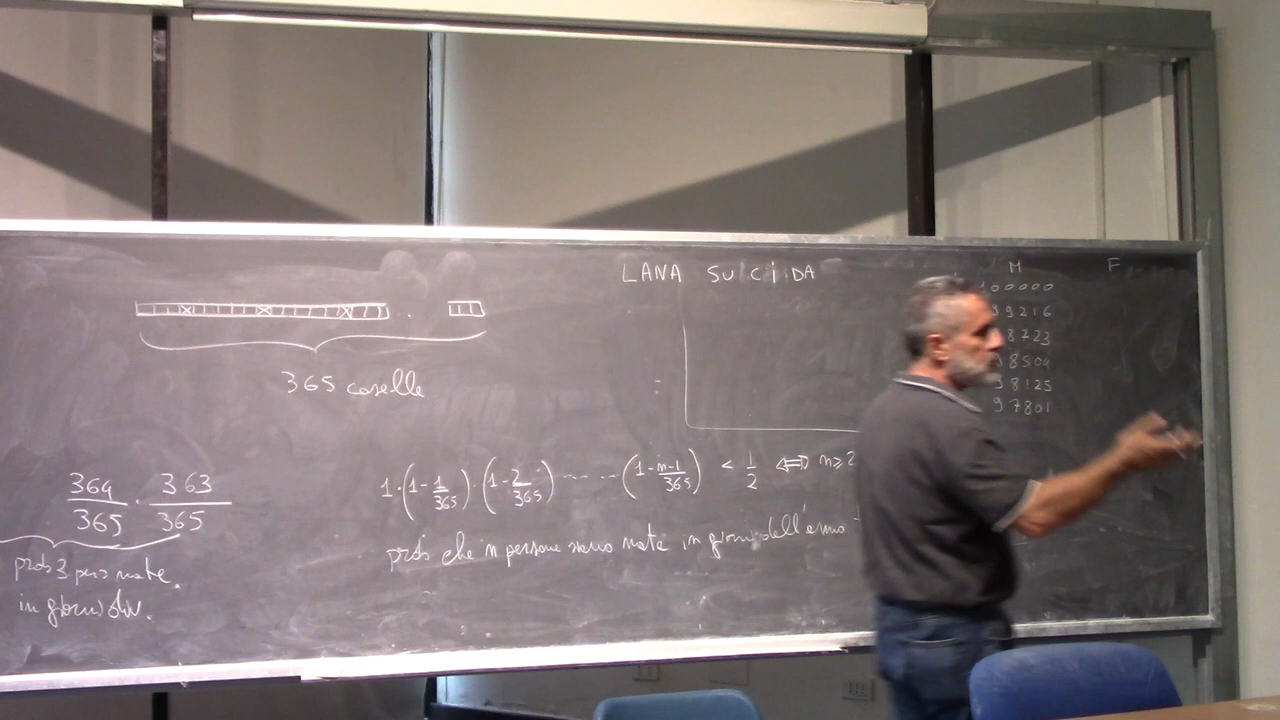 LANA SUICIDA
365 caselle
364/365 · 363/365
prob 3 pers nate
in giorni div.
1·(1-1/365)·(1-2/365)······(1-n-1/365) < 1/2 ⟺ n≥2
prob che n persone siano nate in giorni dell'anno
M F
100000
99216
98723
98504
98125
97801